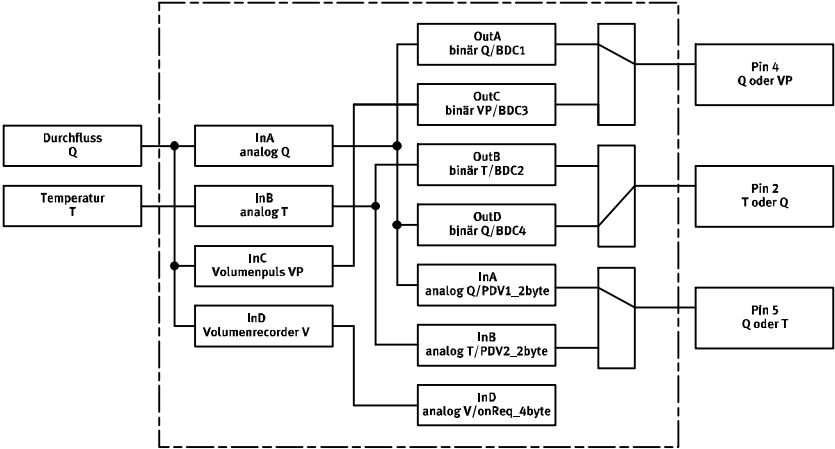 Durchfluss
Q
Temperatur
T
InA
analog Q
InB
analog T
InC
Volumenpuls VP
InD
Volumenrecorder V
OutA
binär Q/BDC1
OutC
binär VP/BDC3
OutB
binär T/BDC2
OutD
binär Q/BDC4
InA
analog Q/PDV1_2byte
InB
analog T/PDV2_2byte
InD
analog V/onReq_4byte
Pin 4
Q oder VP
Pin 2
T oder Q
Pin 5
Q oder T